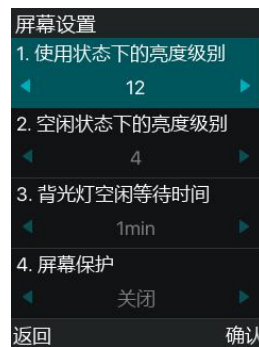 屏幕设置
1. 使用状态下的亮度级别
12
2. 空闲状态下的亮度级别
4
3. 背光灯空闲等待时间
1min
4. 屏幕保护
关闭
返回 确认